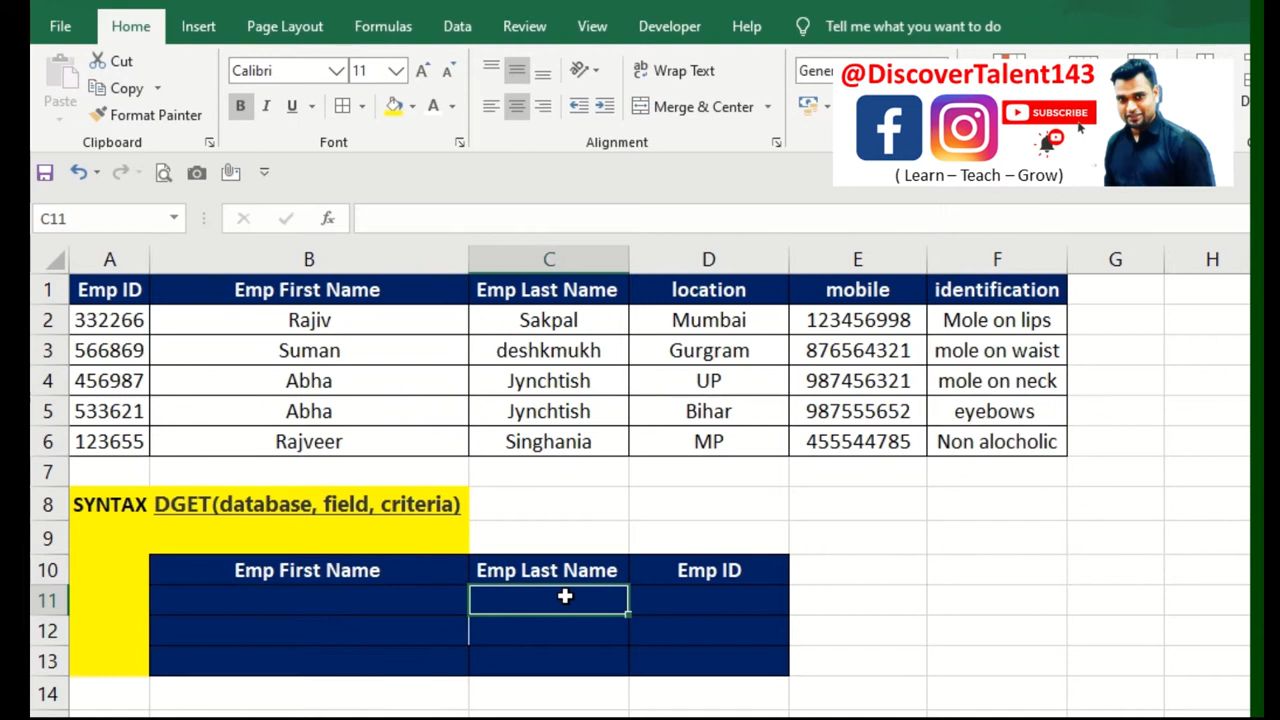 File Home Insert Page Layout Formulas Data Review View Developer Help Tell me what you want to do
Cut
Copy
Format Painter
Paste
Clipboard
Calibri 11
B I U
A
Font
Wrap Text
Merge & Center
Alignment
Gener
@DiscoverTalent143
SUBSCRIBE
( Learn – Teach – Grow)
C11 fx
A B C D E F G H
1 Emp ID Emp First Name Emp Last Name location mobile identification
2 332266 Rajiv Sakpal Mumbai 123456998 Mole on lips
3 566869 Suman deshkmukh Gurgram 876564321 mole on waist
4 456987 Abha Jynchtish UP 987456321 mole on neck
5 533621 Abha Jynchtish Bihar 987555652 eyebows
6 123655 Rajveer Singhania MP 455544785 Non alocholic
7
8 SYNTAX DGET(database, field, criteria)
9
10 Emp First Name Emp Last Name Emp ID
11
12
13
14